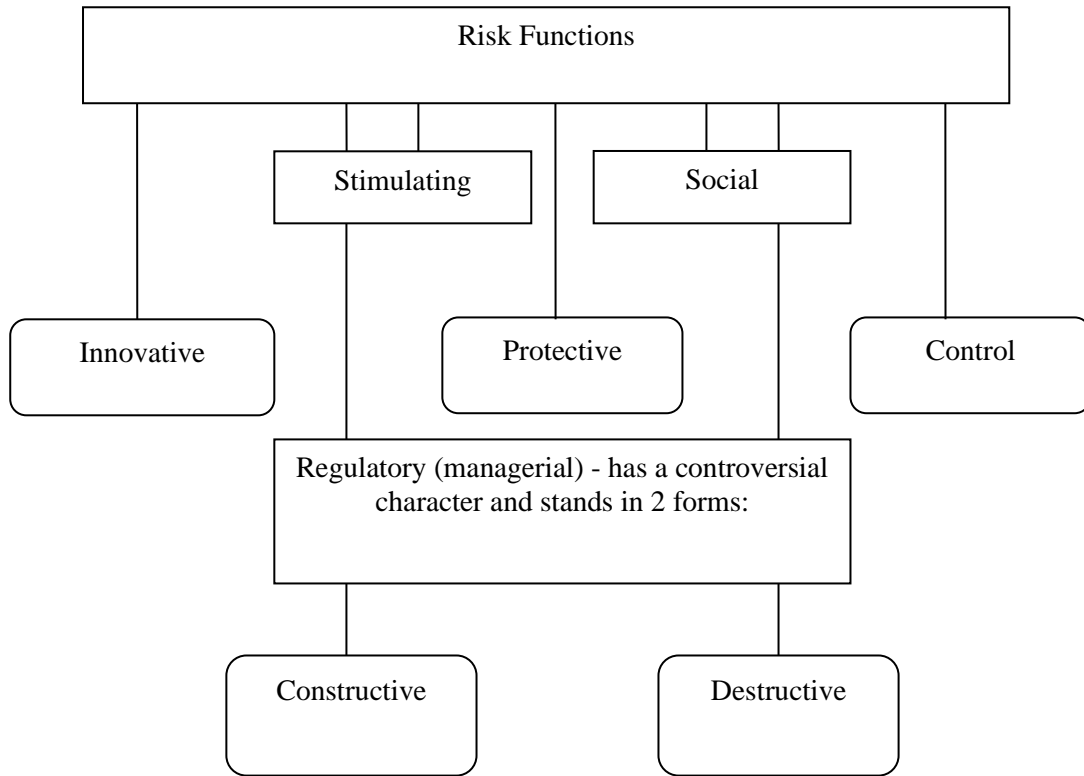 Risk Functions
Stimulating
Social
Innovative
Protective
Control
Regulatory (managerial) - has a controversial
character and stands in 2 forms:
Constructive
Destructive